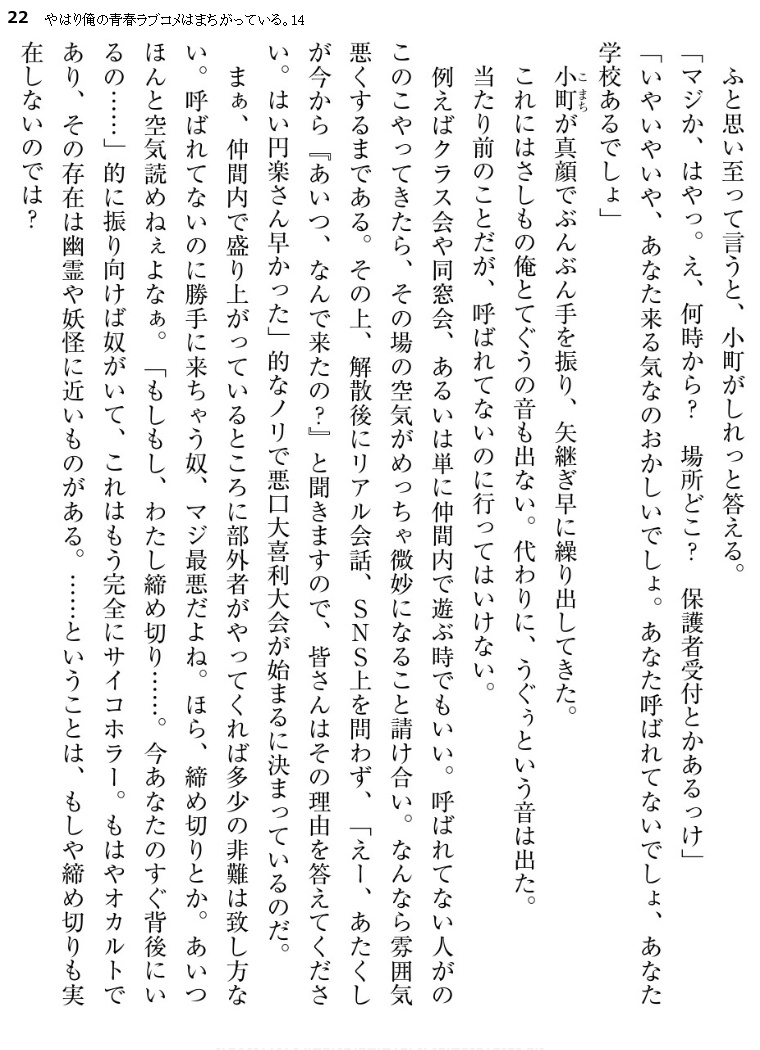 22 やはり俺の青春ラブコメはまちがっている。14
ふと思い至って言うと、小町がしれっと答える。
「マジか、はやっ。え、何時から？　場所どこ？　保護者受付とかあるっけ」
「いやいやいや、あなた来る気なのおかしいでしょ。あなた呼ばれてないでしょ、あなた
学校あるでしょ」
小町が真顔でぶんぶん手を振り、矢継ぎ早に繰り出してきた。
こまち
これにはさしもの俺とてぐうの音も出ない。代わりに、うぐぅという音は出た。
当たり前のことだが、呼ばれてないのに行ってはいけない。
例えばクラス会や同窓会、あるいは単に仲間内で遊ぶ時でもいい。呼ばれてない人がの
このこやってきたら、その場の空気がめっちゃ微妙になること請け合い。なんなら雰囲気
悪くするまである。その上、解散後にリアル会話、SNS上を問わず、「えー、あたくし
が今から『あいつ、なんで来たの？』と聞きますので、皆さんはその理由を答えてくださ
い。はい円楽さん早かった」的なノリで悪口大喜利大会が始まるに決まっているのだ。
まぁ、仲間内で盛り上がっているところに部外者がやってくれば多少の非難は致し方な
い。呼ばれてないのに勝手に来ちゃう奴、マジ最悪だよね。ほら、締め切りとか。あいつ
ほんと空気読めねぇよなぁ。「もしもし、わたし締め切り……。今あなたのすぐ背後にい
るの……」的に振り向けば奴がいて、これはもう完全にサイコホラー。もはやオカルトで
あり、その存在は幽霊や妖怪に近いものがある。……ということは、もしや締め切りも実
在しないのでは？